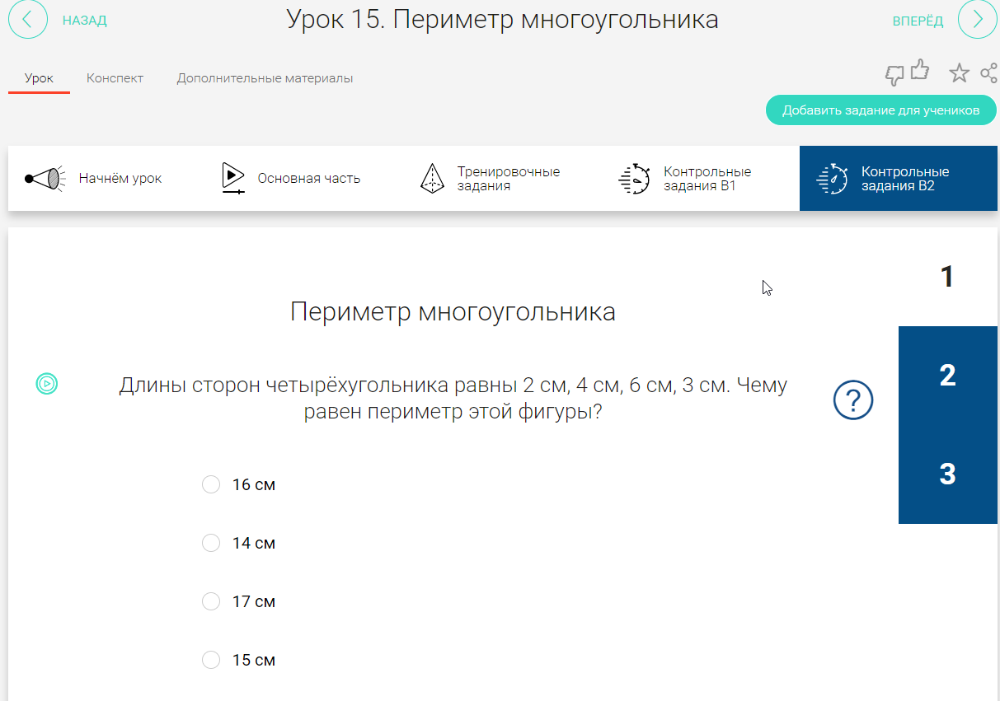 НАЗАД
Урок 15. Периметр многоугольника
ВПЕРЁД
Урок
Конспект
Дополнительные материалы
Добавить задание для учеников
Начнём урок
Основная часть
Тренировочные
задания
Контрольные
задания В1
Контрольные
задания В2
1
2
3
Периметр многоугольника
Длины сторон четырёхугольника равны 2 см, 4 см, 6 см, 3 см. Чему
равен периметр этой фигуры?
?
16 см
14 см
17 см
15 см